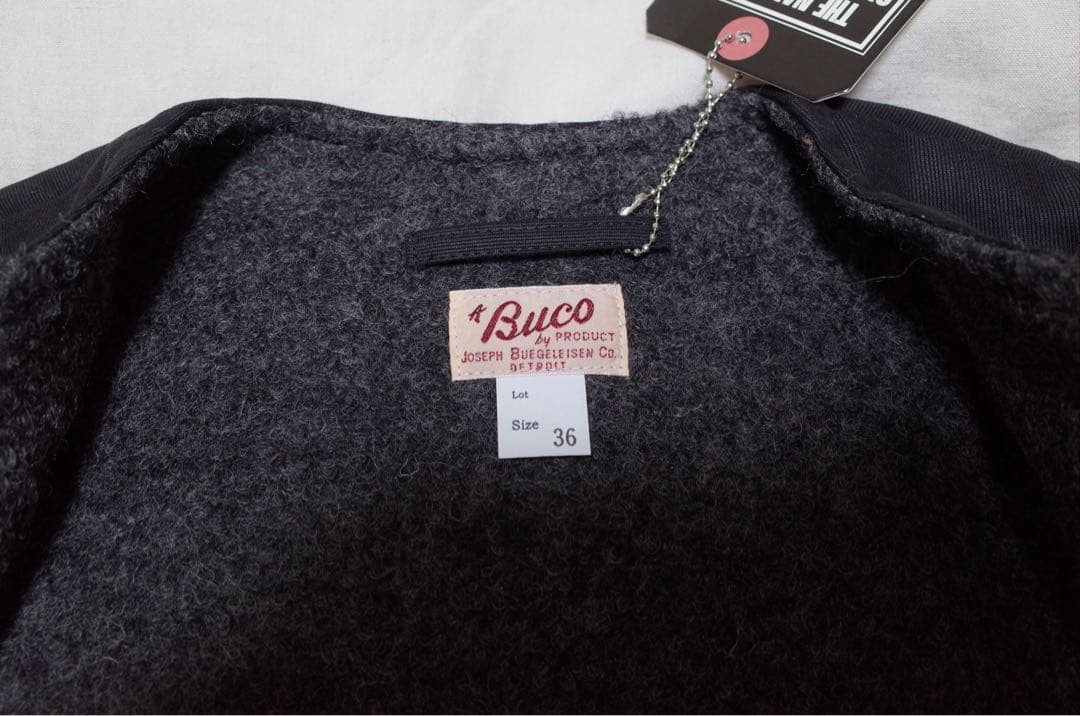 THE
A Buco
by PRODUCT
JOSEPH BUEGELEISEN CO.
DETROIT.
Lot
Size 36